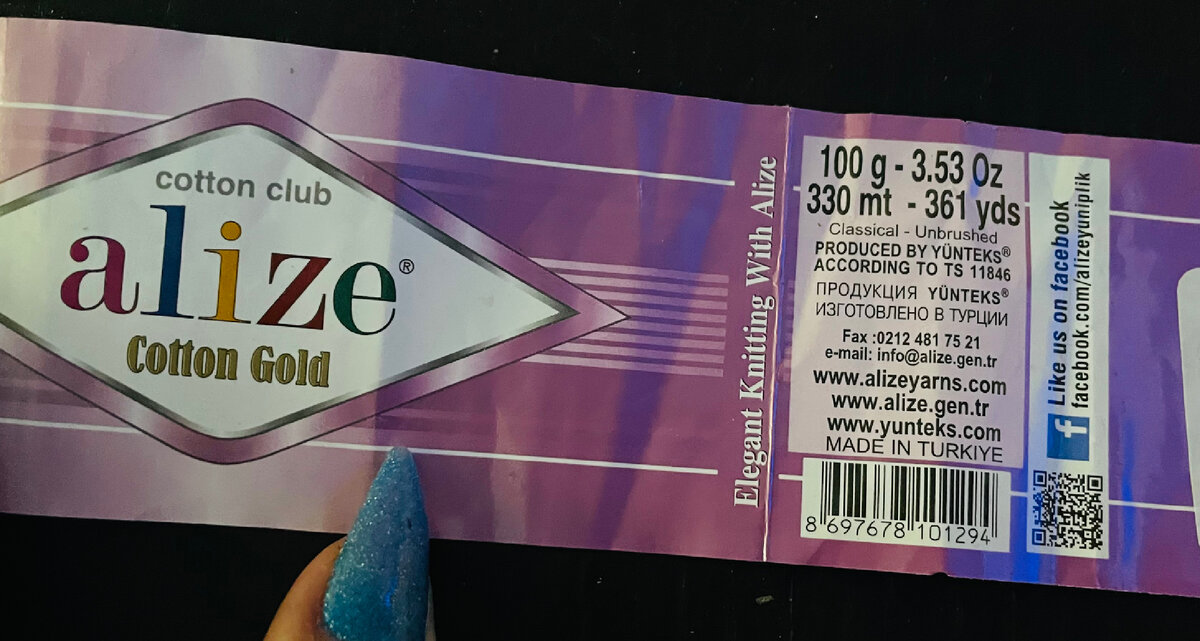 cotton club
alize®
Cotton Gold
Elegant Knitting With Alize
100 g - 3.53 Oz
330 mt - 361 yds
Classical - Unbrushed
PRODUCED BY YÜNTEKS®
ACCORDING TO TS 11846
ПРОДУКЦИЯ YÜNTEKS®
ИЗГОТОВЛЕНО В ТУРЦИИ
Fax :0212 481 75 21
e-mail: info@alize.gen.tr
www.alizeyarns.com
www.alize.gen.tr
www.yunteks.com
MADE IN TURKIYE
8 697678 101294
f Like us on facebook
facebook.com/alizeyuniplik